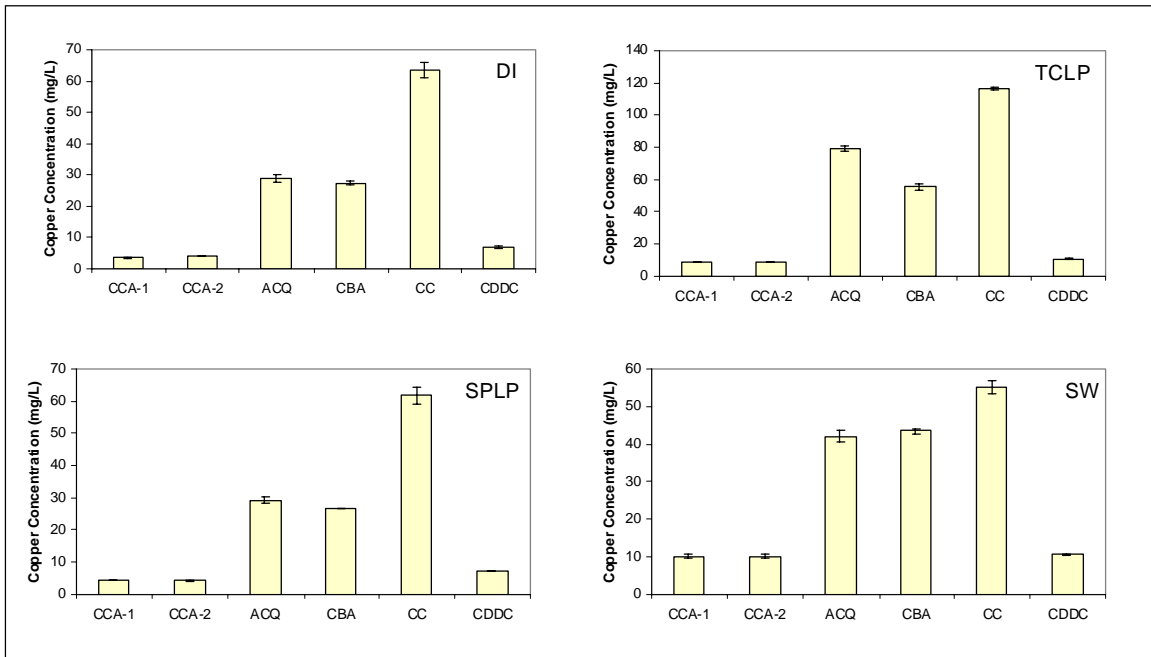 DI
Copper Concentration (mg/L)
70
60
50
40
30
20
10
0
CCA-1 CCA-2 ACQ CBA CC CDDC
TCLP
Copper Concentration (mg/L)
140
120
100
80
60
40
20
0
CCA-1 CCA-2 ACQ CBA CC CDDC
SPLP
Copper Concentration (mg/L)
70
60
50
40
30
20
10
0
CCA-1 CCA-2 ACQ CBA CC CDDC
SW
Copper Concentration (mg/L)
60
50
40
30
20
10
0
CCA-1 CCA-2 ACQ CBA CC CDDC